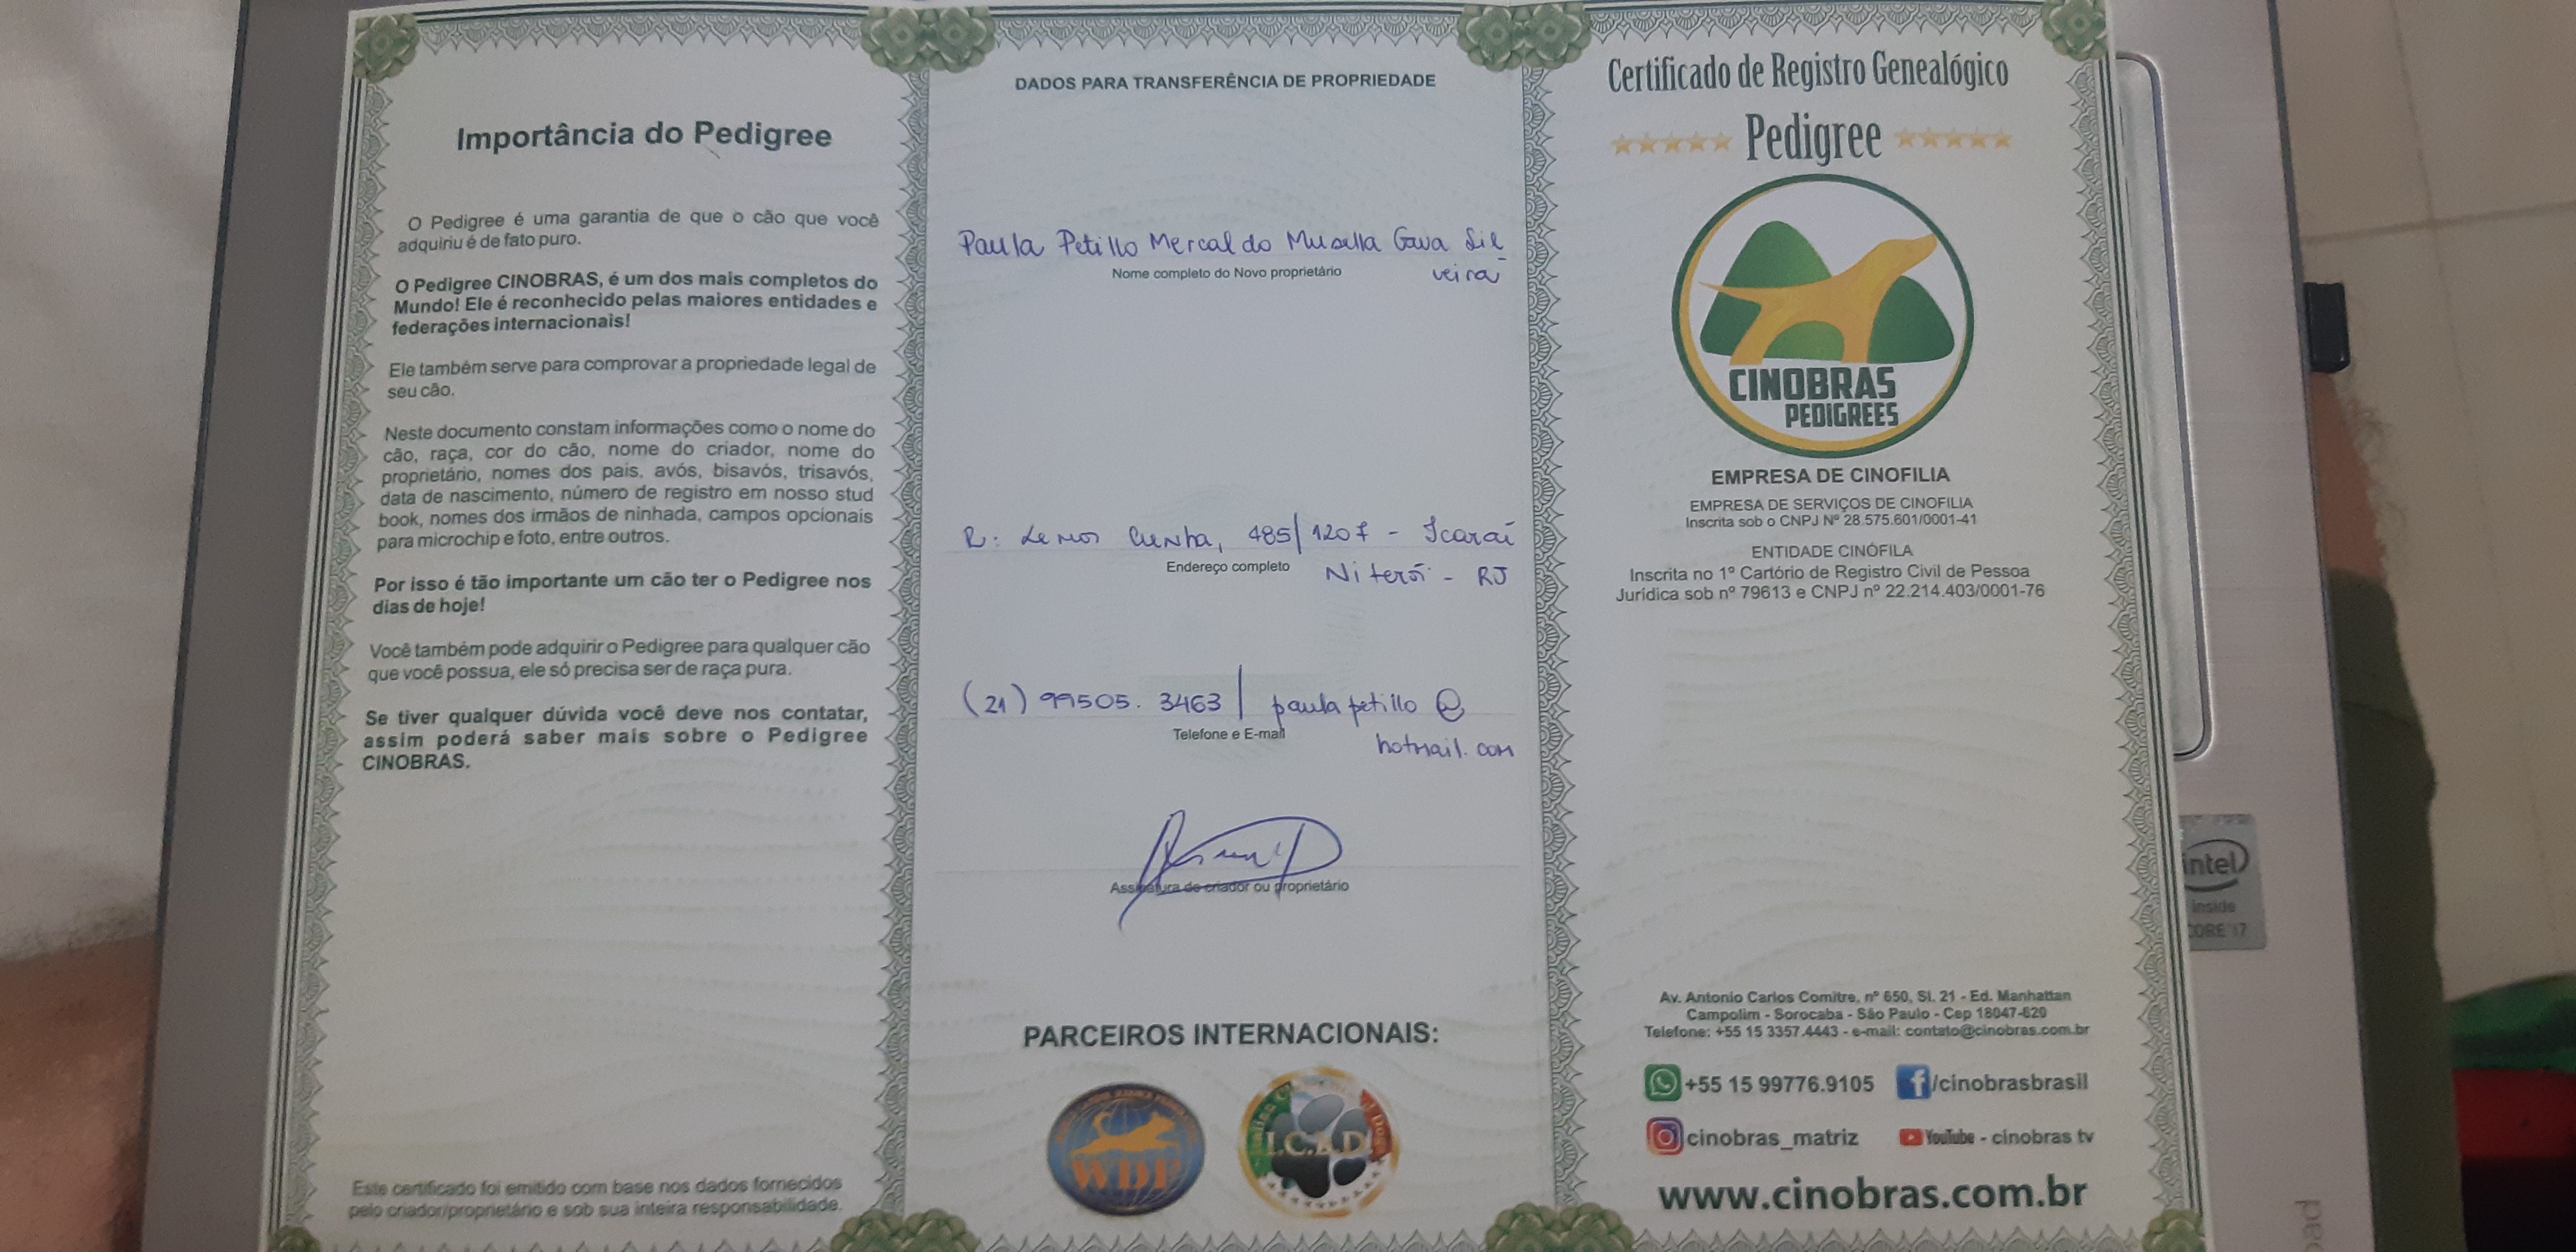 Importância do Pedigree
O Pedigree é uma garantia de que o cão que você
adquiriu é de fato puro.
O Pedigree CINOBRAS, é um dos mais completos do
Mundo! Ele é reconhecido pelas maiores entidades e
federações internacionais!
Ele também serve para comprovar a propriedade legal de
seu cão.
Neste documento constam informações como o nome do
cão, raça, cor do cão, nome do criador, nome do
proprietário, nomes dos pais, avós, bisavós, trisavós,
data de nascimento, número de registro em nosso stud
book, nomes dos irmãos de ninhada, campos opcionais
para microchip e foto, entre outros.
Por isso é tão importante um cão ter o Pedigree nos
dias de hoje!
Você também pode adquirir o Pedigree para qualquer cão
que você possua, ele só precisa ser de raça pura.
Se tiver qualquer dúvida você deve nos contatar,
assim poderá saber mais sobre o Pedigree
CINOBRAS.
Este certificado foi emitido com base nos dados fornecidos
pelo criador/proprietário e sob sua inteira responsabilidade.
DADOS PARA TRANSFERÊNCIA DE PROPRIEDADE
Paula Petillo Mercaldo Musella Gava Sil-
veira
Nome completo do Novo proprietário
R: Lemos Cunha, 485/1207 - Icaraí
Niterói - RJ
Endereço completo
(21) 99505.3463 | paulapetillo@
hotmail.com
Telefone e E-mail
Assinatura do criador ou proprietário
PARCEIROS INTERNACIONAIS:
WDF
I.C.K.D
Certificado de Registro Genealógico
Pedigree
CINOBRAS
PEDIGREES
EMPRESA DE CINOFILIA
EMPRESA DE SERVIÇOS DE CINOFILIA
Inscrita sob o CNPJ Nº 28.575.601/0001-41
ENTIDADE CINÓFILA
Inscrita no 1º Cartório de Registro Civil de Pessoa
Jurídica sob nº 79613 e CNPJ nº 22.214.403/0001-76
Av. Antonio Carlos Comitre, nº 650, Sl. 21 - Ed. Manhattan
Campolim - Sorocaba - São Paulo - Cep 18047-620
Telefone: +55 15 3357.4443 - e-mail: contato@cinobras.com.br
+55 15 99776.9105
/cinobrasbrasil
cinobras_matriz
YouTube - cinobras tv
www.cinobras.com.br
intel
inside
CORE i7